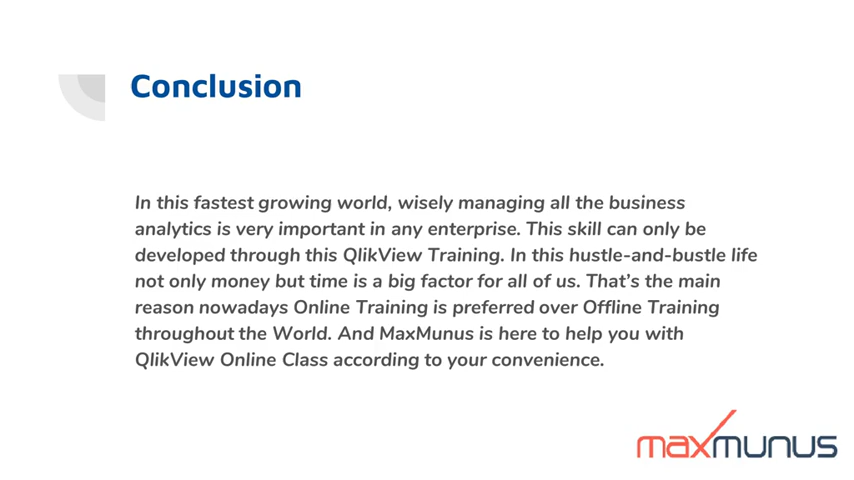 Conclusion
In this fastest growing world, wisely managing all the business
analytics is very important in any enterprise. This skill can only be
developed through this QlikView Training. In this hustle-and-bustle life
not only money but time is a big factor for all of us. That's the main
reason nowadays Online Training is preferred over Offline Training
throughout the World. And MaxMunus is here to help you with
QlikView Online Class according to your convenience.
maxmunus